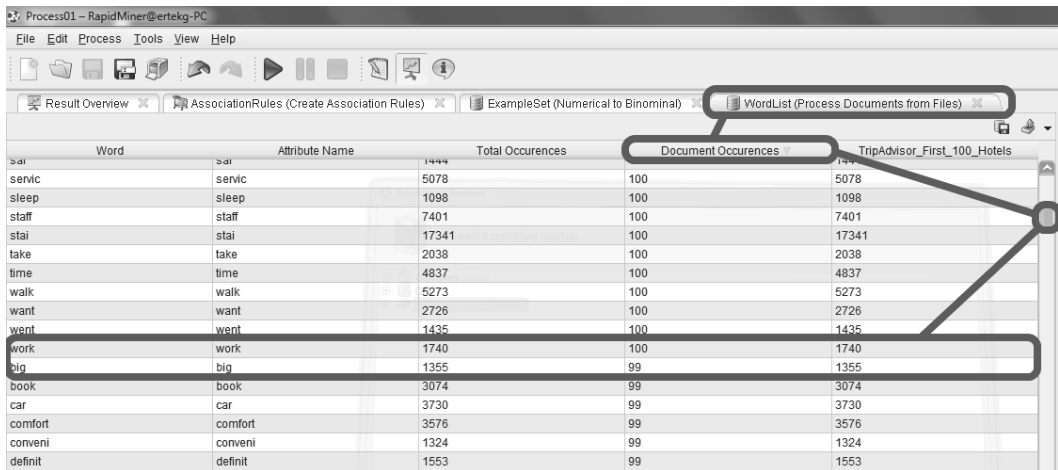 Process01 – RapidMiner@ertekg-PC
File Edit Process Tools View Help
Result Overview AssociationRules (Create Association Rules) ExampleSet (Numerical to Binominal) WordList (Process Documents from Files)
Word Attribute Name Total Occurences Document Occurences TripAdvisor_First_100_Hotels
sai sai 1444
servic servic 5078 100 5078
sleep sleep 1098 100 1098
staff staff 7401 100 7401
stai stai 17341 100 17341
take take 2038 100 2038
time time 4837 100 4837
walk walk 5273 100 5273
want want 2726 100 2726
went went 1435 100 1435
work work 1740 100 1740
big big 1355 99 1355
book book 3074 99 3074
car car 3730 99 3730
comfort comfort 3576 99 3576
conveni conveni 1324 99 1324
definit definit 1553 99 1553